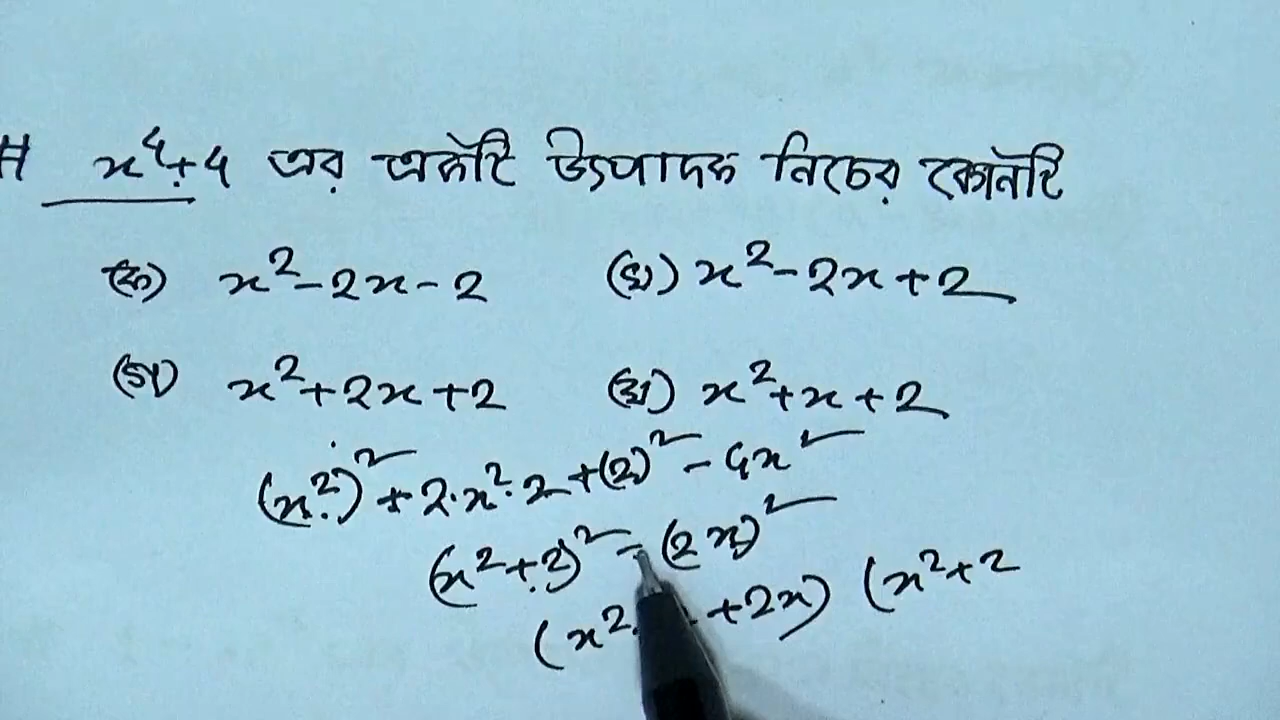 # x⁴+4 এর একটি উৎপাদক নিচের কোনটি
(ক) x²-2x-2 (খ) x²-2x+2
(গ) x²+2x+2 (ঘ) x²+x+2
(x²)²+2·x²·2+(2)²-4x²
(x²+2)²-(2x)²
(x² +2x) (x²+2